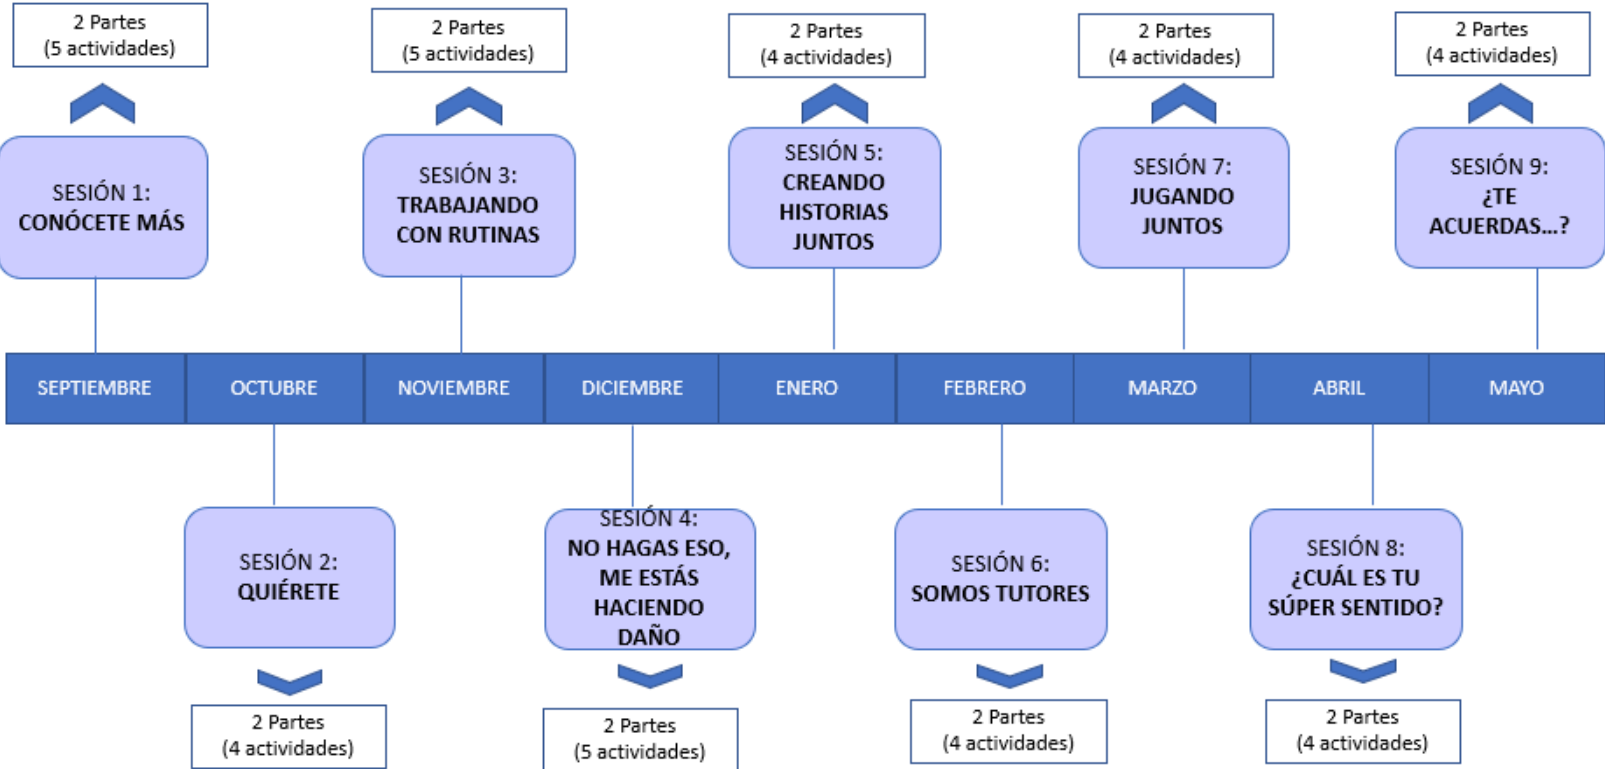 2 Partes
(5 actividades)
2 Partes
(5 actividades)
2 Partes
(4 actividades)
2 Partes
(4 actividades)
2 Partes
(4 actividades)
SESIÓN 1:
CONÓCETE MÁS
SESIÓN 3:
TRABAJANDO
CON RUTINAS
SESIÓN 5:
CREANDO
HISTORIAS
JUNTOS
SESIÓN 7:
JUGANDO
JUNTOS
SESIÓN 9:
¿TE
ACUERDAS...?
SEPTIEMBRE
OCTUBRE
NOVIEMBRE
DICIEMBRE
ENERO
FEBRERO
MARZO
ABRIL
MAYO
SESIÓN 2:
QUIÉRETE
SESIÓN 4:
NO HAGAS ESO,
ME ESTÁS
HACIENDO
DAÑO
SESIÓN 6:
SOMOS TUTORES
SESIÓN 8:
¿CUÁL ES TU
SÚPER SENTIDO?
2 Partes
(4 actividades)
2 Partes
(5 actividades)
2 Partes
(4 actividades)
2 Partes
(4 actividades)